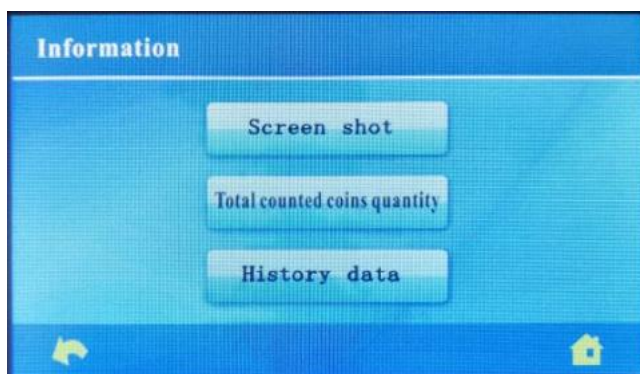 Information
Screen shot
Total counted coins quantity
History data